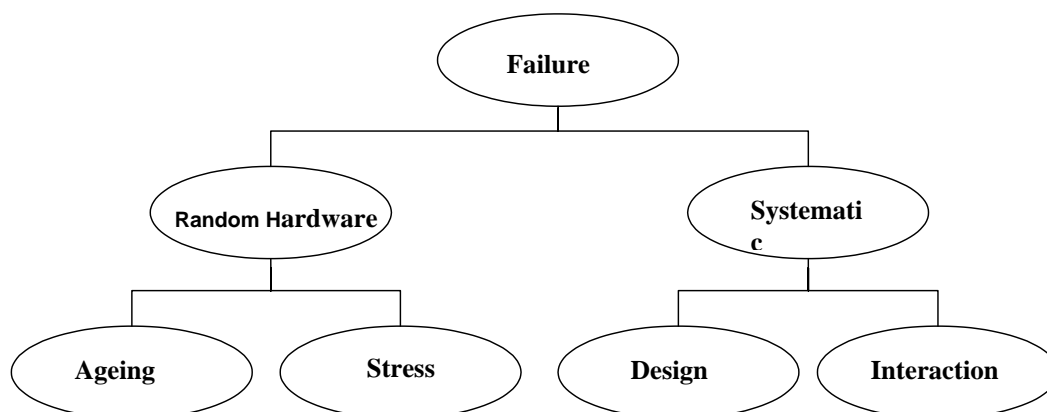 Failure
Random Hardware
Systemati
c
Ageing
Stress
Design
Interaction